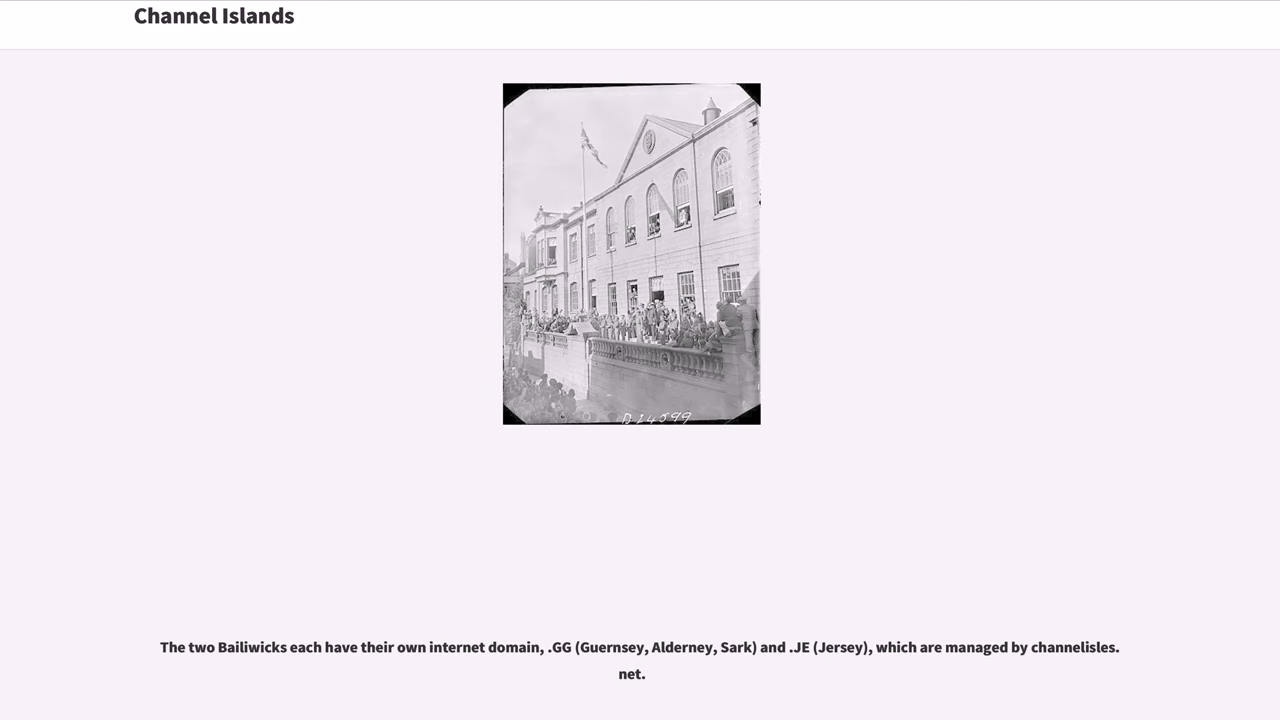 Channel Islands
D 24599
The two Bailiwicks each have their own internet domain, .GG (Guernsey, Alderney, Sark) and .JE (Jersey), which are managed by channelisles.
net.